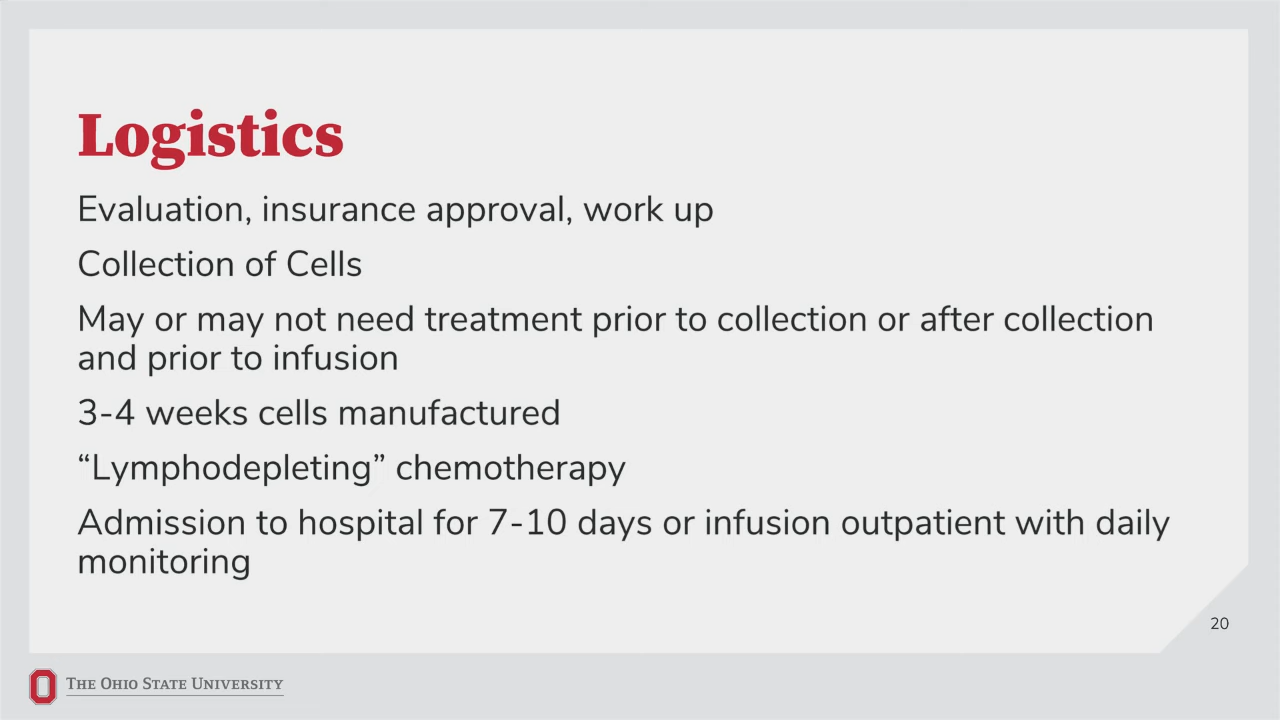 Logistics
Evaluation, insurance approval, work up
Collection of Cells
May or may not need treatment prior to collection or after collection
and prior to infusion
3-4 weeks cells manufactured
“Lymphodepleting” chemotherapy
Admission to hospital for 7-10 days or infusion outpatient with daily
monitoring
20
The Ohio State University